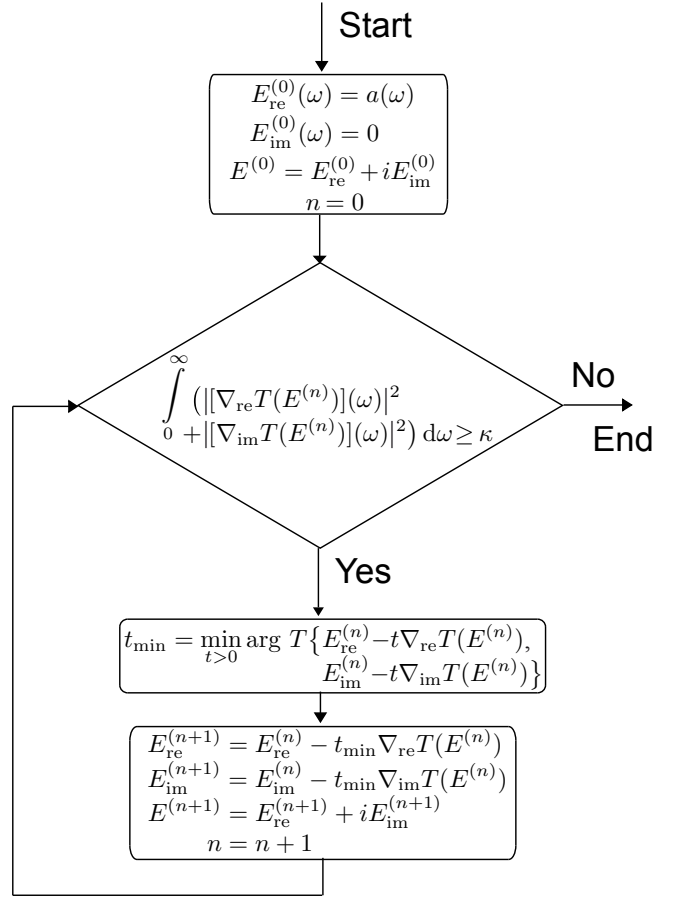 Start
E_re^(0)(ω) = a(ω)
E_im^(0)(ω) = 0
E^(0) = E_re^(0) + iE_im^(0)
n = 0
∫_0^∞ (|[∇_re T(E^(n))](ω)|^2
+|[∇_im T(E^(n))](ω)|^2) dω ≥ κ
No
End
Yes
t_min = min_{t>0} arg T{E_re^(n) − t∇_re T(E^(n)),
E_im^(n) − t∇_im T(E^(n))}
E_re^(n+1) = E_re^(n) − t_min ∇_re T(E^(n))
E_im^(n+1) = E_im^(n) − t_min ∇_im T(E^(n))
E^(n+1) = E_re^(n+1) + iE_im^(n+1)
n = n + 1